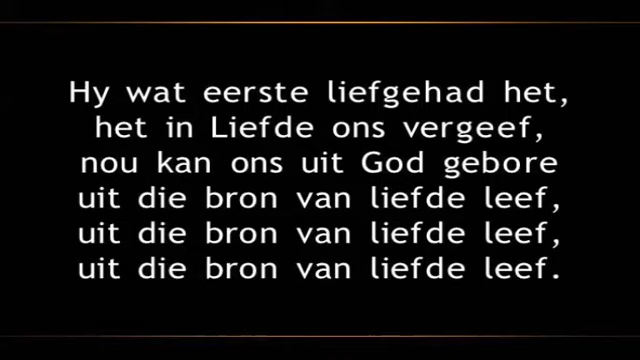 Hy wat eerste liefgehad het,
het in Liefde ons vergeef,
nou kan ons uit God gebore
uit die bron van liefde leef,
uit die bron van liefde leef,
uit die bron van liefde leef.